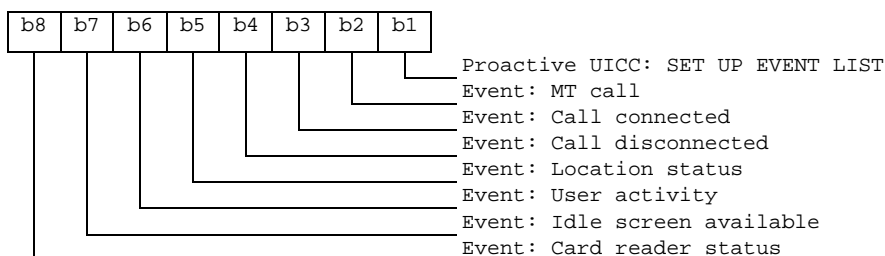 b8 b7 b6 b5 b4 b3 b2 b1
Proactive UICC: SET UP EVENT LIST
Event: MT call
Event: Call connected
Event: Call disconnected
Event: Location status
Event: User activity
Event: Idle screen available
Event: Card reader status